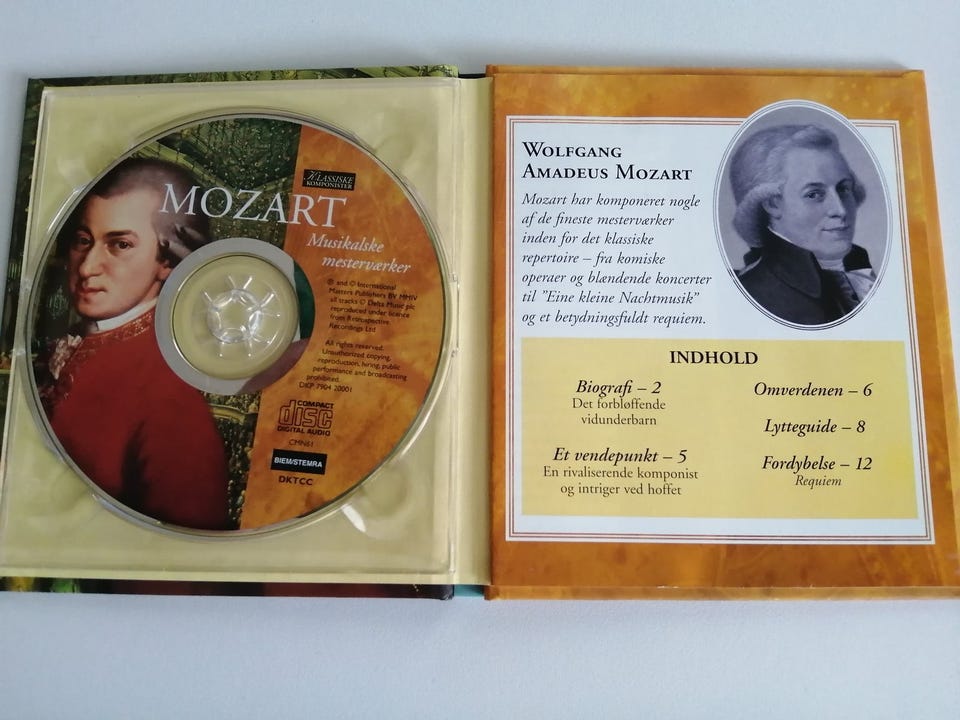 MOZART
KLASSISKE
KOMPONISTER
Musikalske
mesterværker
℗ and © International
Masters Publishers BV MMIV
all tracks © Delta Music plc
reproduced under licence
from Retrospective
Recordings Ltd
All rights reserved.
Unauthorized copying,
reproduction, hiring, public
performance and broadcasting
prohibited.
DKP 7904 20001
COMPACT
disc
DIGITAL AUDIO
CMN61
BIEM/STEMRA
DKTCC
WOLFGANG
AMADEUS MOZART
Mozart har komponeret nogle
af de fineste mesterværker
inden for det klassiske
repertoire – fra komiske
operaer og blændende koncerter
til ”Eine kleine Nachtmusik”
og et betydningsfuldt requiem.
INDHOLD
Biografi – 2
Det forbløffende
vidunderbarn
Et vendepunkt – 5
En rivaliserende komponist
og intriger ved hoffet
Omverdenen – 6
Lytteguide – 8
Fordybelse – 12
Requiem